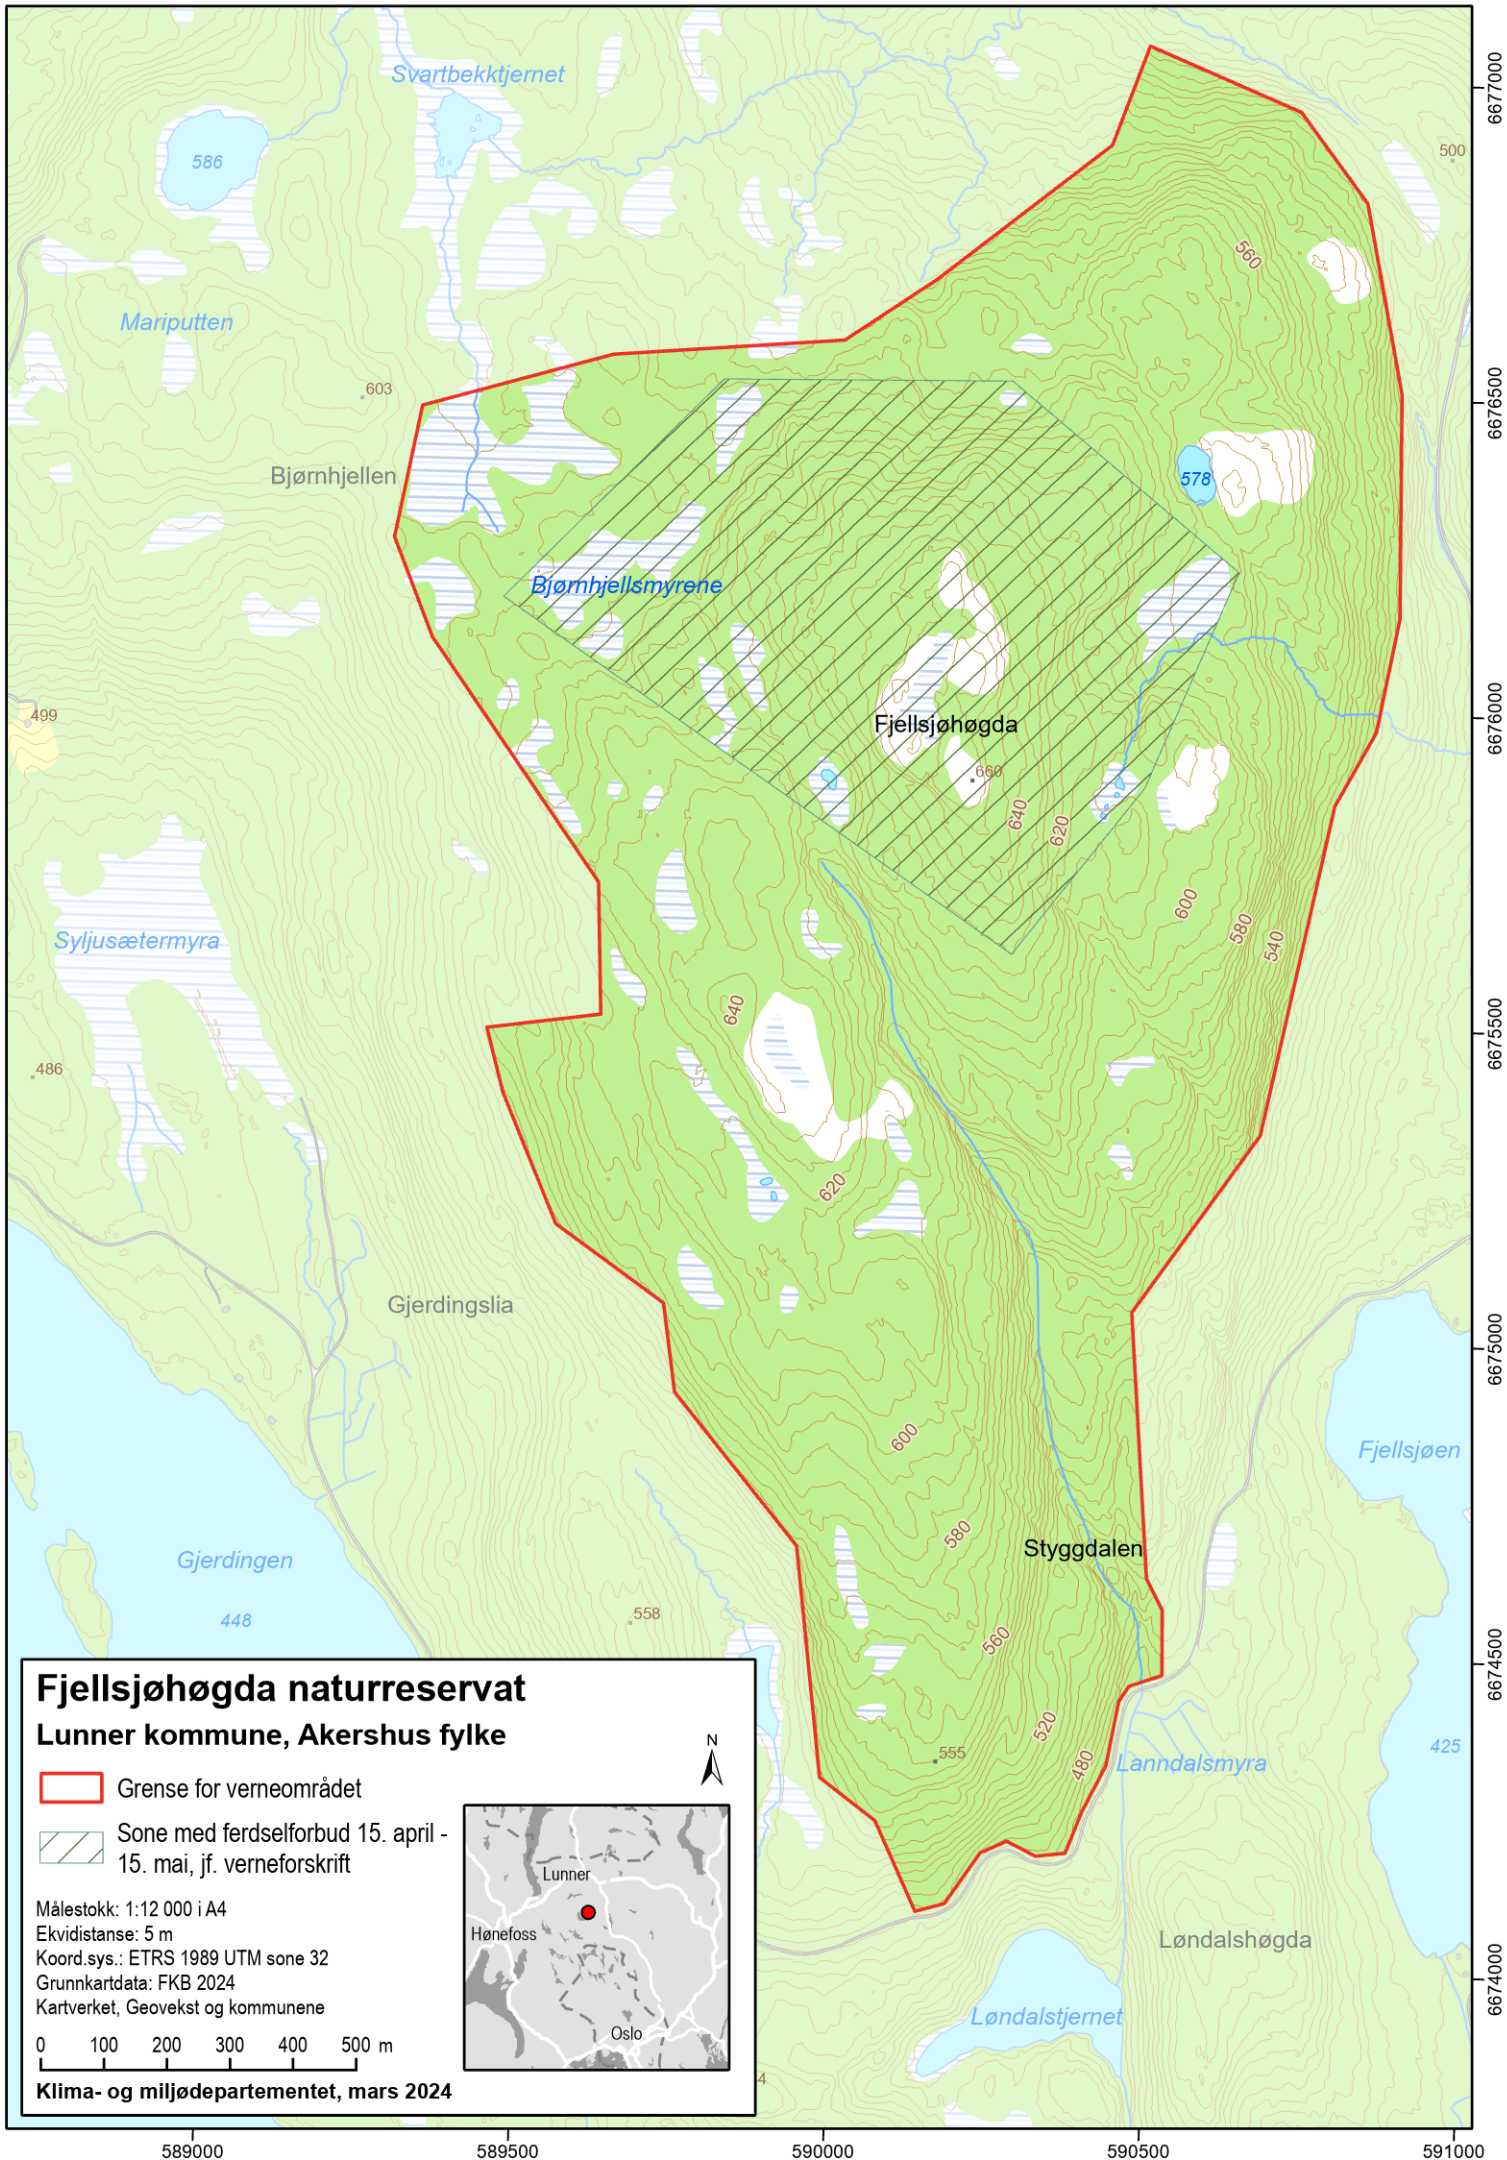 Svartbekktjernet
586
500
560
Mariputten
603
Bjørnhjellen
578
Bjørnhjellsmyrene
499
Fjellsjøhøgda
660
640
620
600
580
540
Syljusætermyra
640
486
620
Gjerdingslia
600
Fjellsjøen
580
Styggdalen
Gjerdingen
448
558
560
520
555
480
Lanndalsmyra
425
Løndalshøgda
Løndalstjernet
4
6677000
6676500
6676000
6675500
6675000
6674500
6674000
Fjellsjøhøgda naturreservat
Lunner kommune, Akershus fylke
N
Grense for verneområdet
Sone med ferdselforbud 15. april -
15. mai, jf. verneforskrift
Målestokk: 1:12 000 i A4
Ekvidistanse: 5 m
Koord.sys.: ETRS 1989 UTM sone 32
Grunnkartdata: FKB 2024
Kartverket, Geovekst og kommunene
0 100 200 300 400 500 m
Klima- og miljødepartementet, mars 2024
Lunner
Hønefoss
Oslo
589000 589500 590000 590500 591000